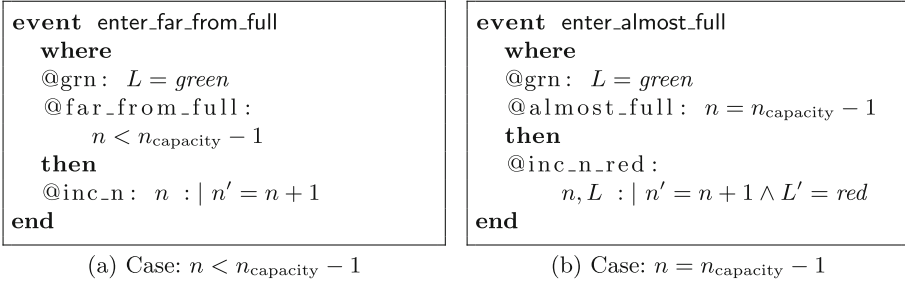 event enter_far_from_full
where
@grn: L = green
@far_from_full:
n < n_capacity − 1
then
@inc_n: n :| n′ = n + 1
end
(a) Case: n < n_capacity − 1
event enter_almost_full
where
@grn: L = green
@almost_full: n = n_capacity − 1
then
@inc_n_red:
n, L :| n′ = n + 1 ∧ L′ = red
end
(b) Case: n = n_capacity − 1